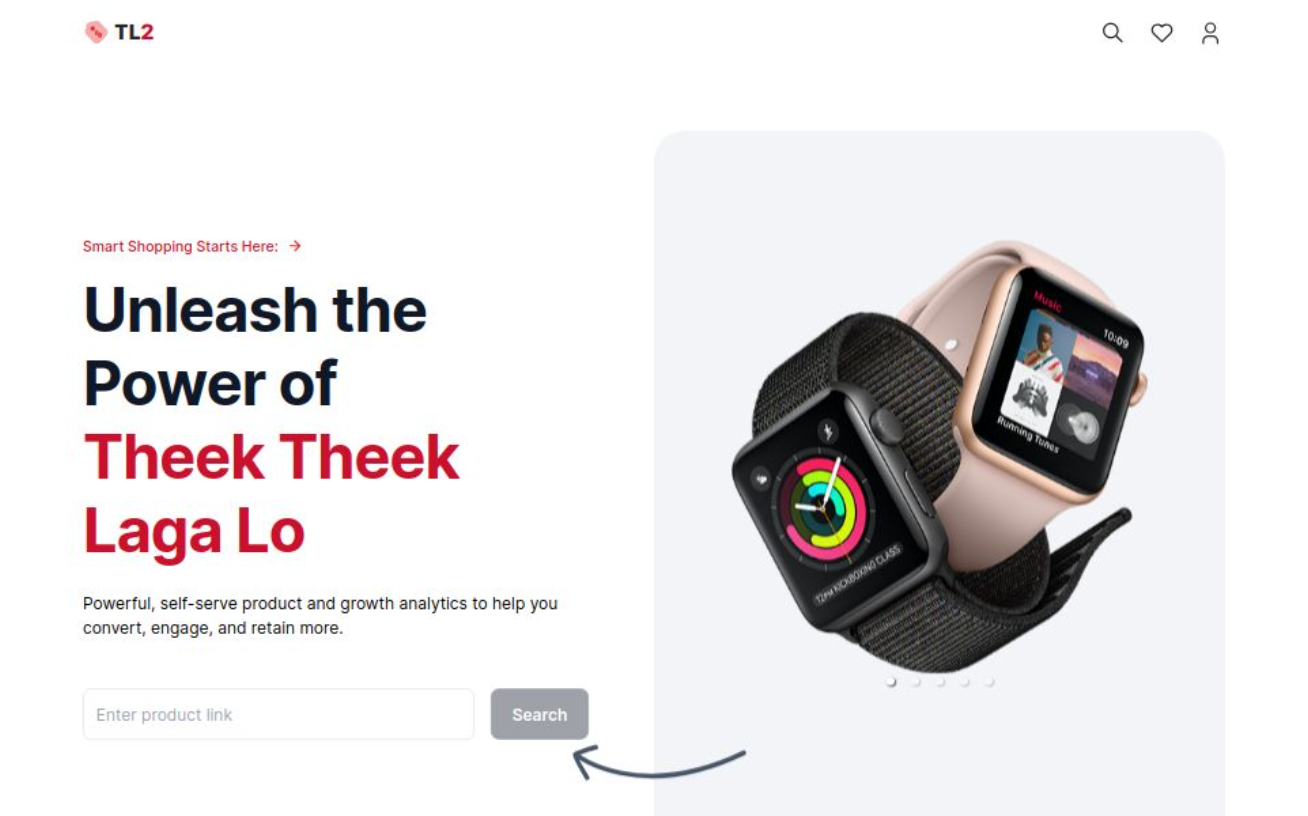 TL2
Smart Shopping Starts Here:
Unleash the
Power of
Theek Theek
Laga Lo
Powerful, self-serve product and growth analytics to help you
convert, engage, and retain more.
Enter product link
Search
Music
10:09
Running Tunes
12PM KICKBOXING CLASS